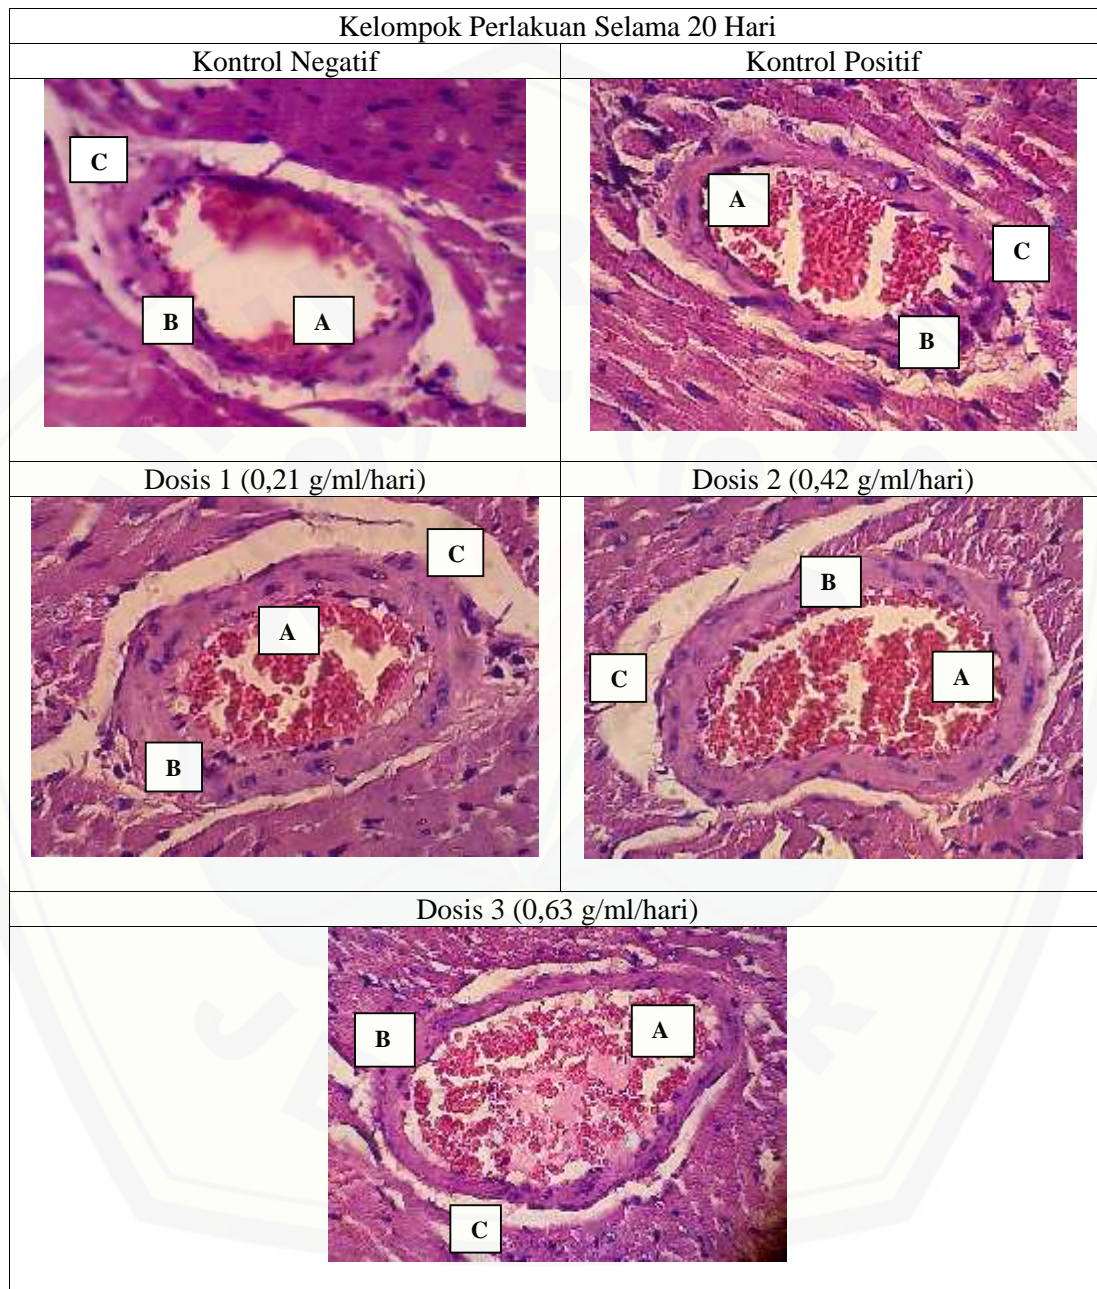 Kelompok Perlakuan Selama 20 Hari
Kontrol Negatif
Kontrol Positif
C
B
A
A
C
B
Dosis 1 (0,21 g/ml/hari)
Dosis 2 (0,42 g/ml/hari)
C
A
B
B
C
A
Dosis 3 (0,63 g/ml/hari)
B
A
C